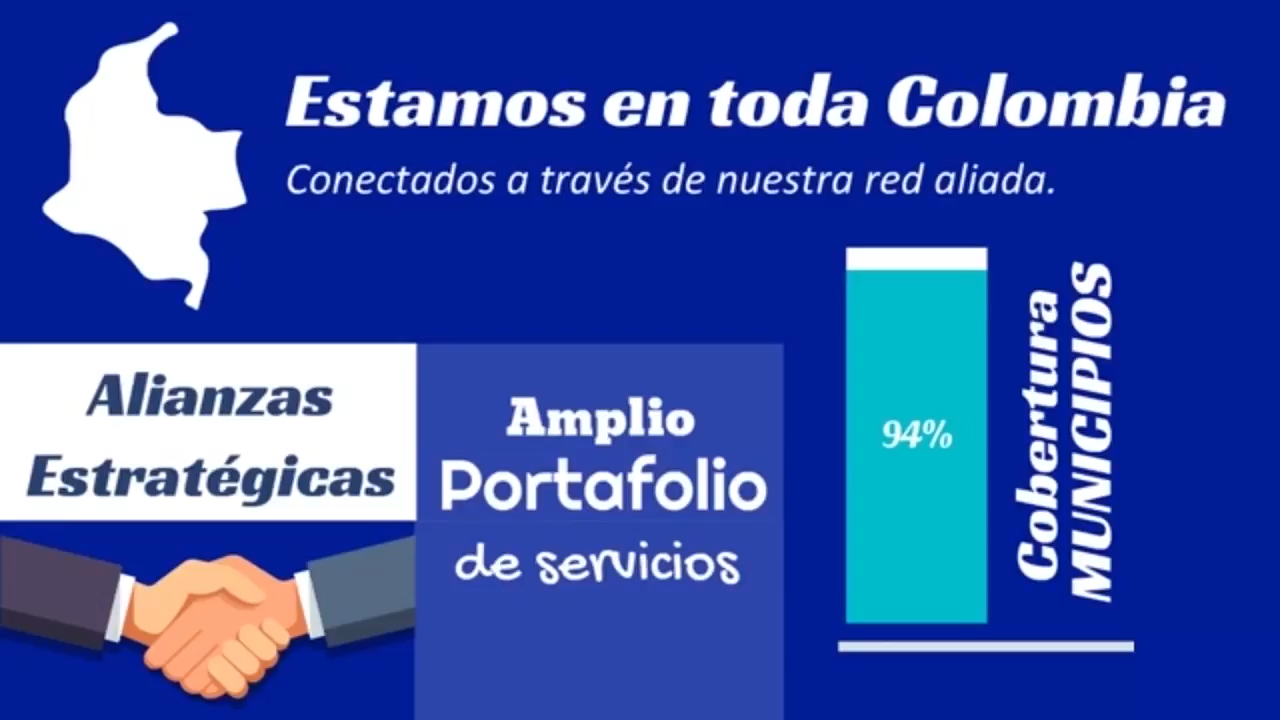 Estamos en toda Colombia
Conectados a través de nuestra red aliada.
Alianzas
Estratégicas
Amplio
Portafolio
de servicios
94%
Cobertura
MUNICIPIOS